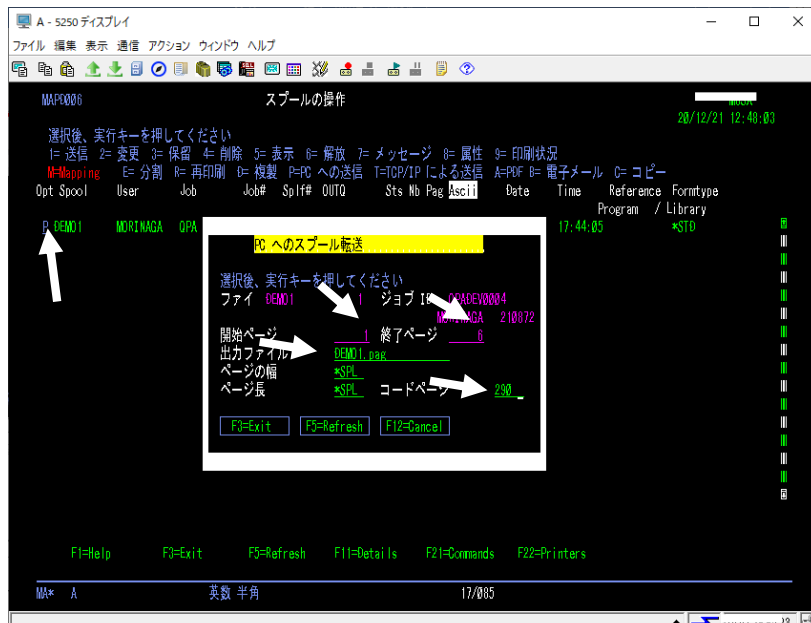 A - 5250 ディスプレイ
ファイル 編集 表示 通信 アクション ウィンドウ ヘルプ
MAPD006 スプールの操作
20/12/21 12:48:03
選択後、実行キーを押してください
1= 送信 2= 変更 3= 保留 4= 削除 5= 表示 6= 解放 7= メッセージ 8= 属性 9= 印刷状況
M=Mapping E= 分割 R= 再印刷 D= 複製 P=PC への送信 T=TCP/IP による送信 A=PDF B= 電子メール C= コピー
Opt Spool User Job Job# Splf# OUTQ Sts Nb Pag Ascii Date Time Reference Formtype
Program / Library
P DEMO1 MORINAGA QPA 17:44:05 *STD
PC へのスプール転送
選択後、実行キーを押してください
ファイ DEMO1 1 ジョブ QPADEV0004
MORINAGA 210872
開始ページ 1 終了ページ 6
出力ファイル DEMO1.pag
ページの幅 *SPL
ページ長 *SPL コードページ 290
F3=Exit F5=Refresh F12=Cancel
F1=Help F3=Exit F5=Refresh F11=Details F21=Commands F22=Printers
MA* A 英数 半角 17/085